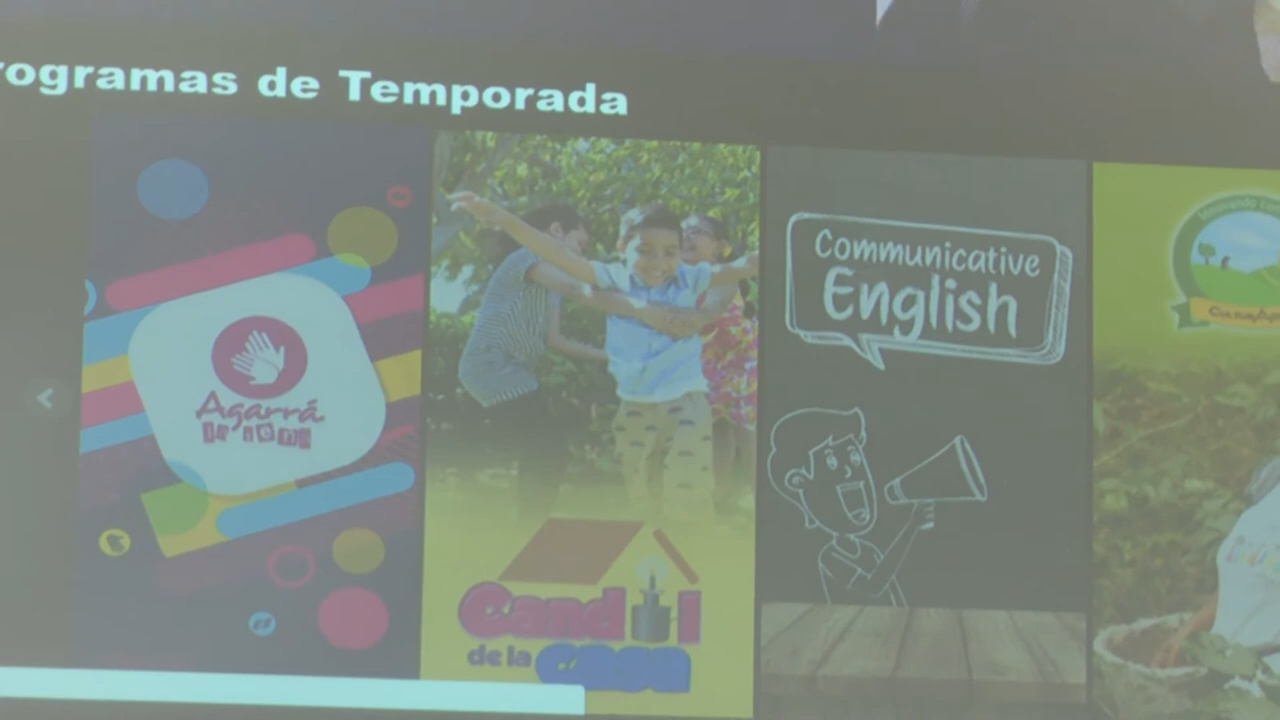 rogramas de Temporada
Agarrá
Communicative
English
Candil
de la casa